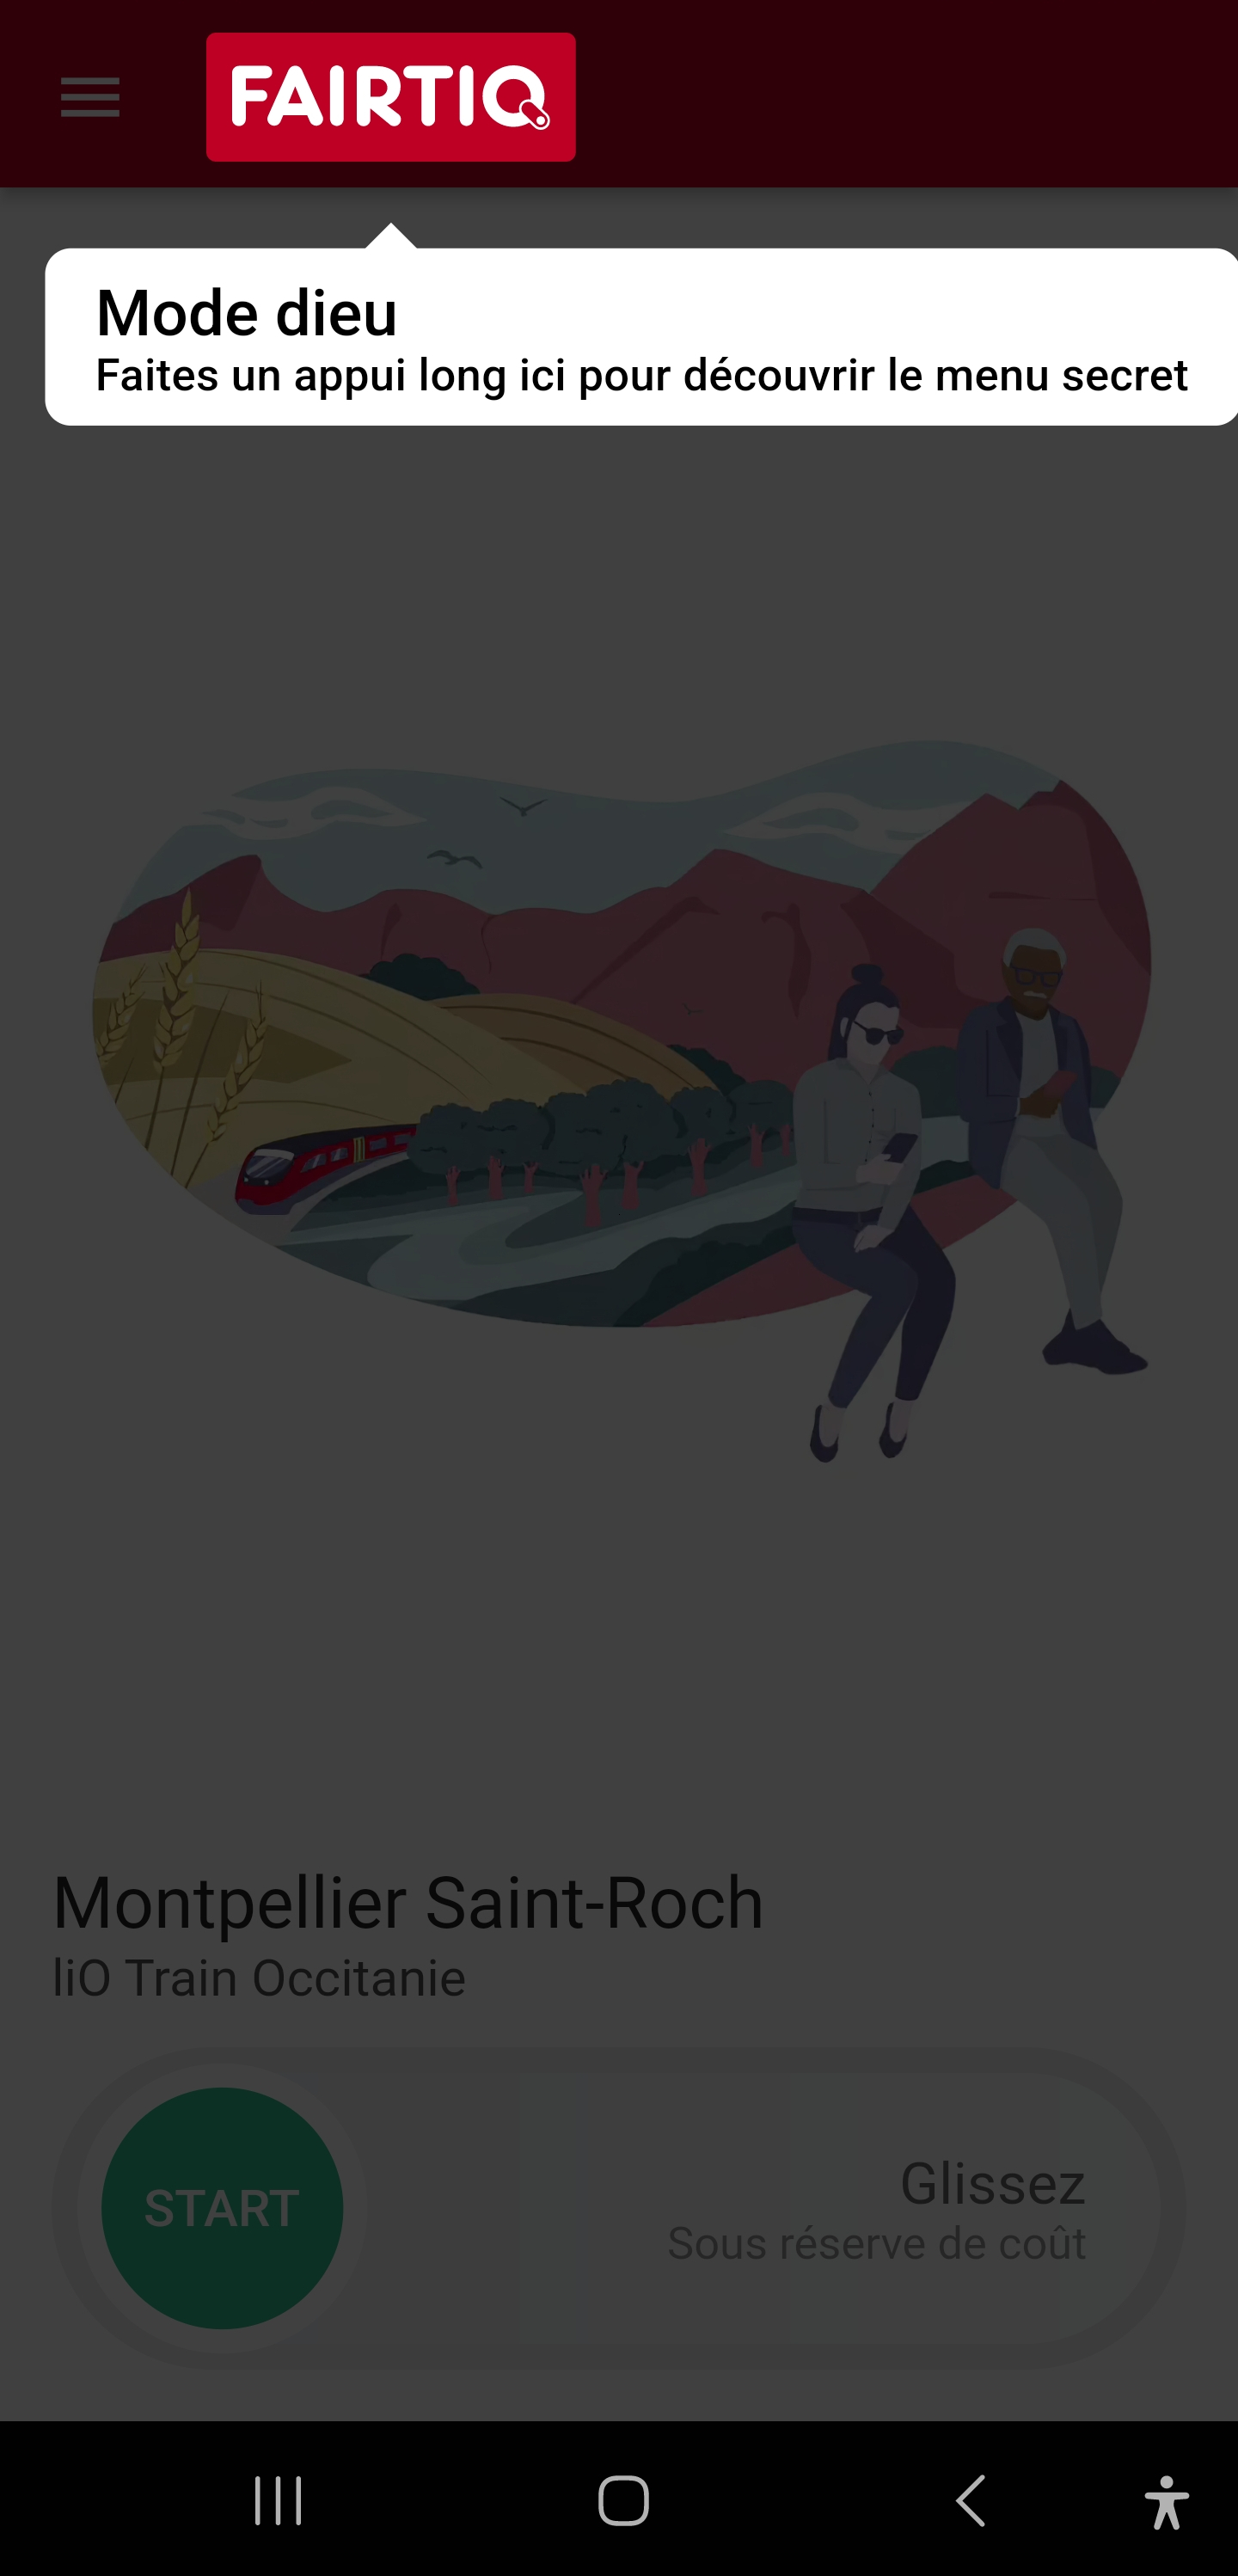 FAIRTIQ
Mode dieu
Faites un appui long ici pour découvrir le menu secret
Montpellier Saint-Roch
liO Train Occitanie
START
Glissez
Sous réserve de coût